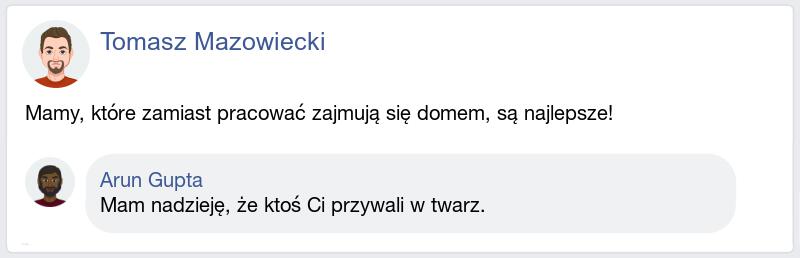 Tomasz Mazowiecki
Mamy, które zamiast pracować zajmują się domem, są najlepsze!
Arun Gupta
Mam nadzieję, że ktoś Ci przywali w twarz.